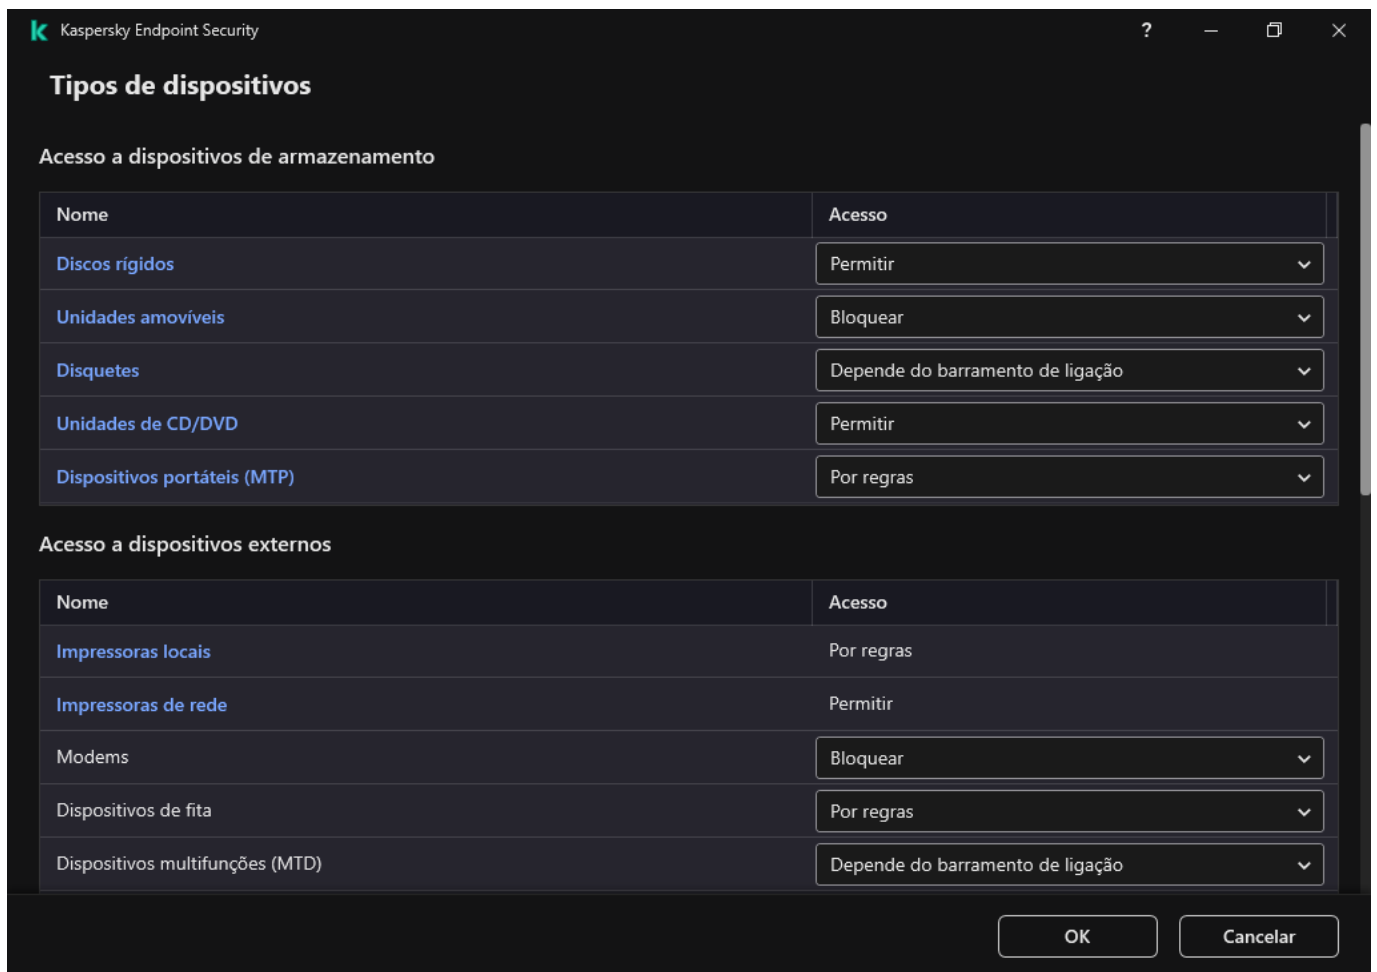 Kaspersky Endpoint Security
?
Tipos de dispositivos
Acesso a dispositivos de armazenamento
Nome Acesso
Discos rígidos Permitir
Unidades amovíveis Bloquear
Disquetes Depende do barramento de ligação
Unidades de CD/DVD Permitir
Dispositivos portáteis (MTP) Por regras
Acesso a dispositivos externos
Nome Acesso
Impressoras locais Por regras
Impressoras de rede Permitir
Modems Bloquear
Dispositivos de fita Por regras
Dispositivos multifunções (MTD) Depende do barramento de ligação
OK Cancelar